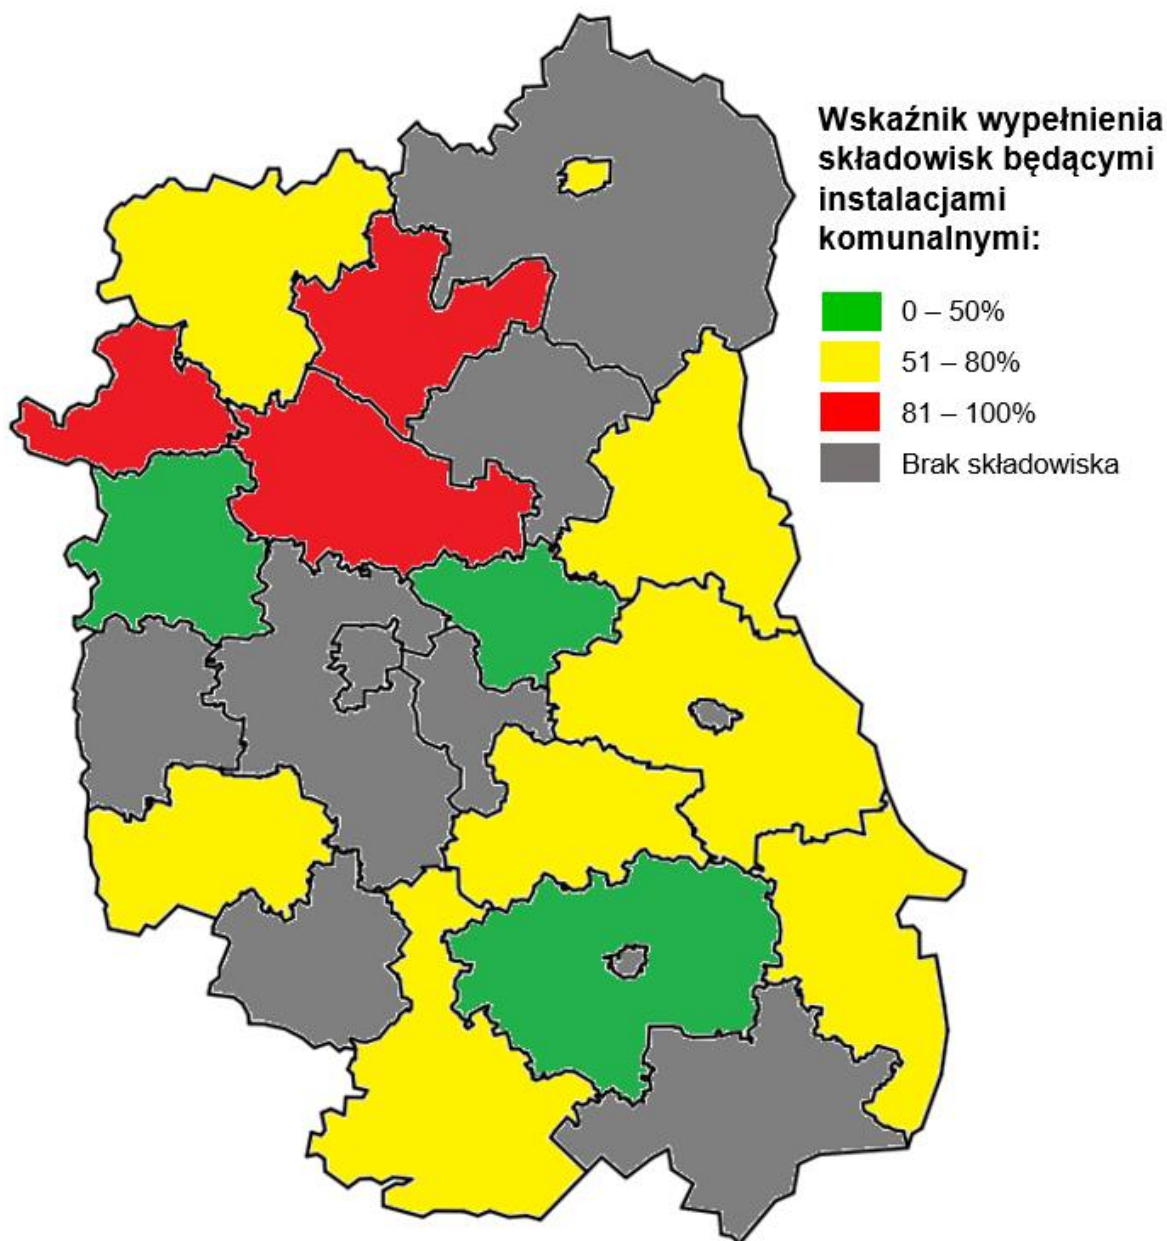 Wskaźnik wypełnienia
składowisk będącymi
instalacjami
komunalnymi:
0 – 50%
51 – 80%
81 – 100%
Brak składowiska